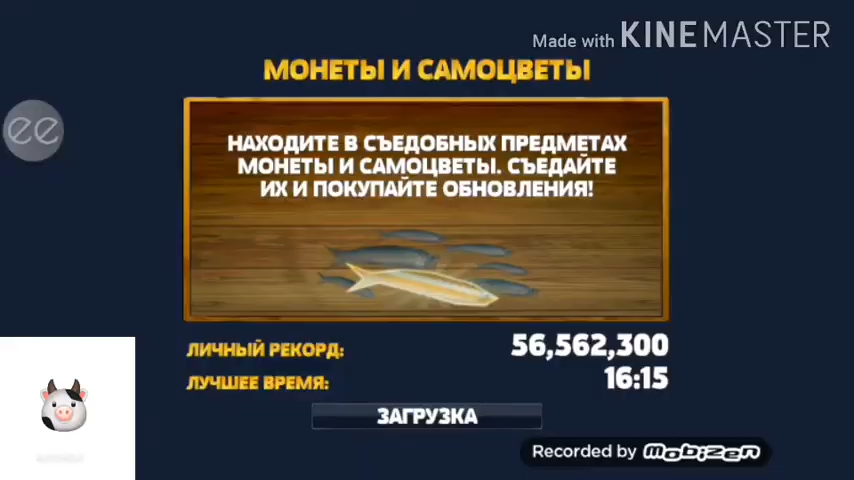 Made with KINEMASTER
МОНЕТЫ И САМОЦВЕТЫ
ee
НАХОДИТЕ В СЪЕДОБНЫХ ПРЕДМЕТАХ
МОНЕТЫ И САМОЦВЕТЫ. СЪЕДАЙТЕ
ИХ И ПОКУПАЙТЕ ОБНОВЛЕНИЯ!
ЛИЧНЫЙ РЕКОРД: 56,562,300
ЛУЧШЕЕ ВРЕМЯ: 16:15
ЗАГРУЗКА
Recorded by mobizen